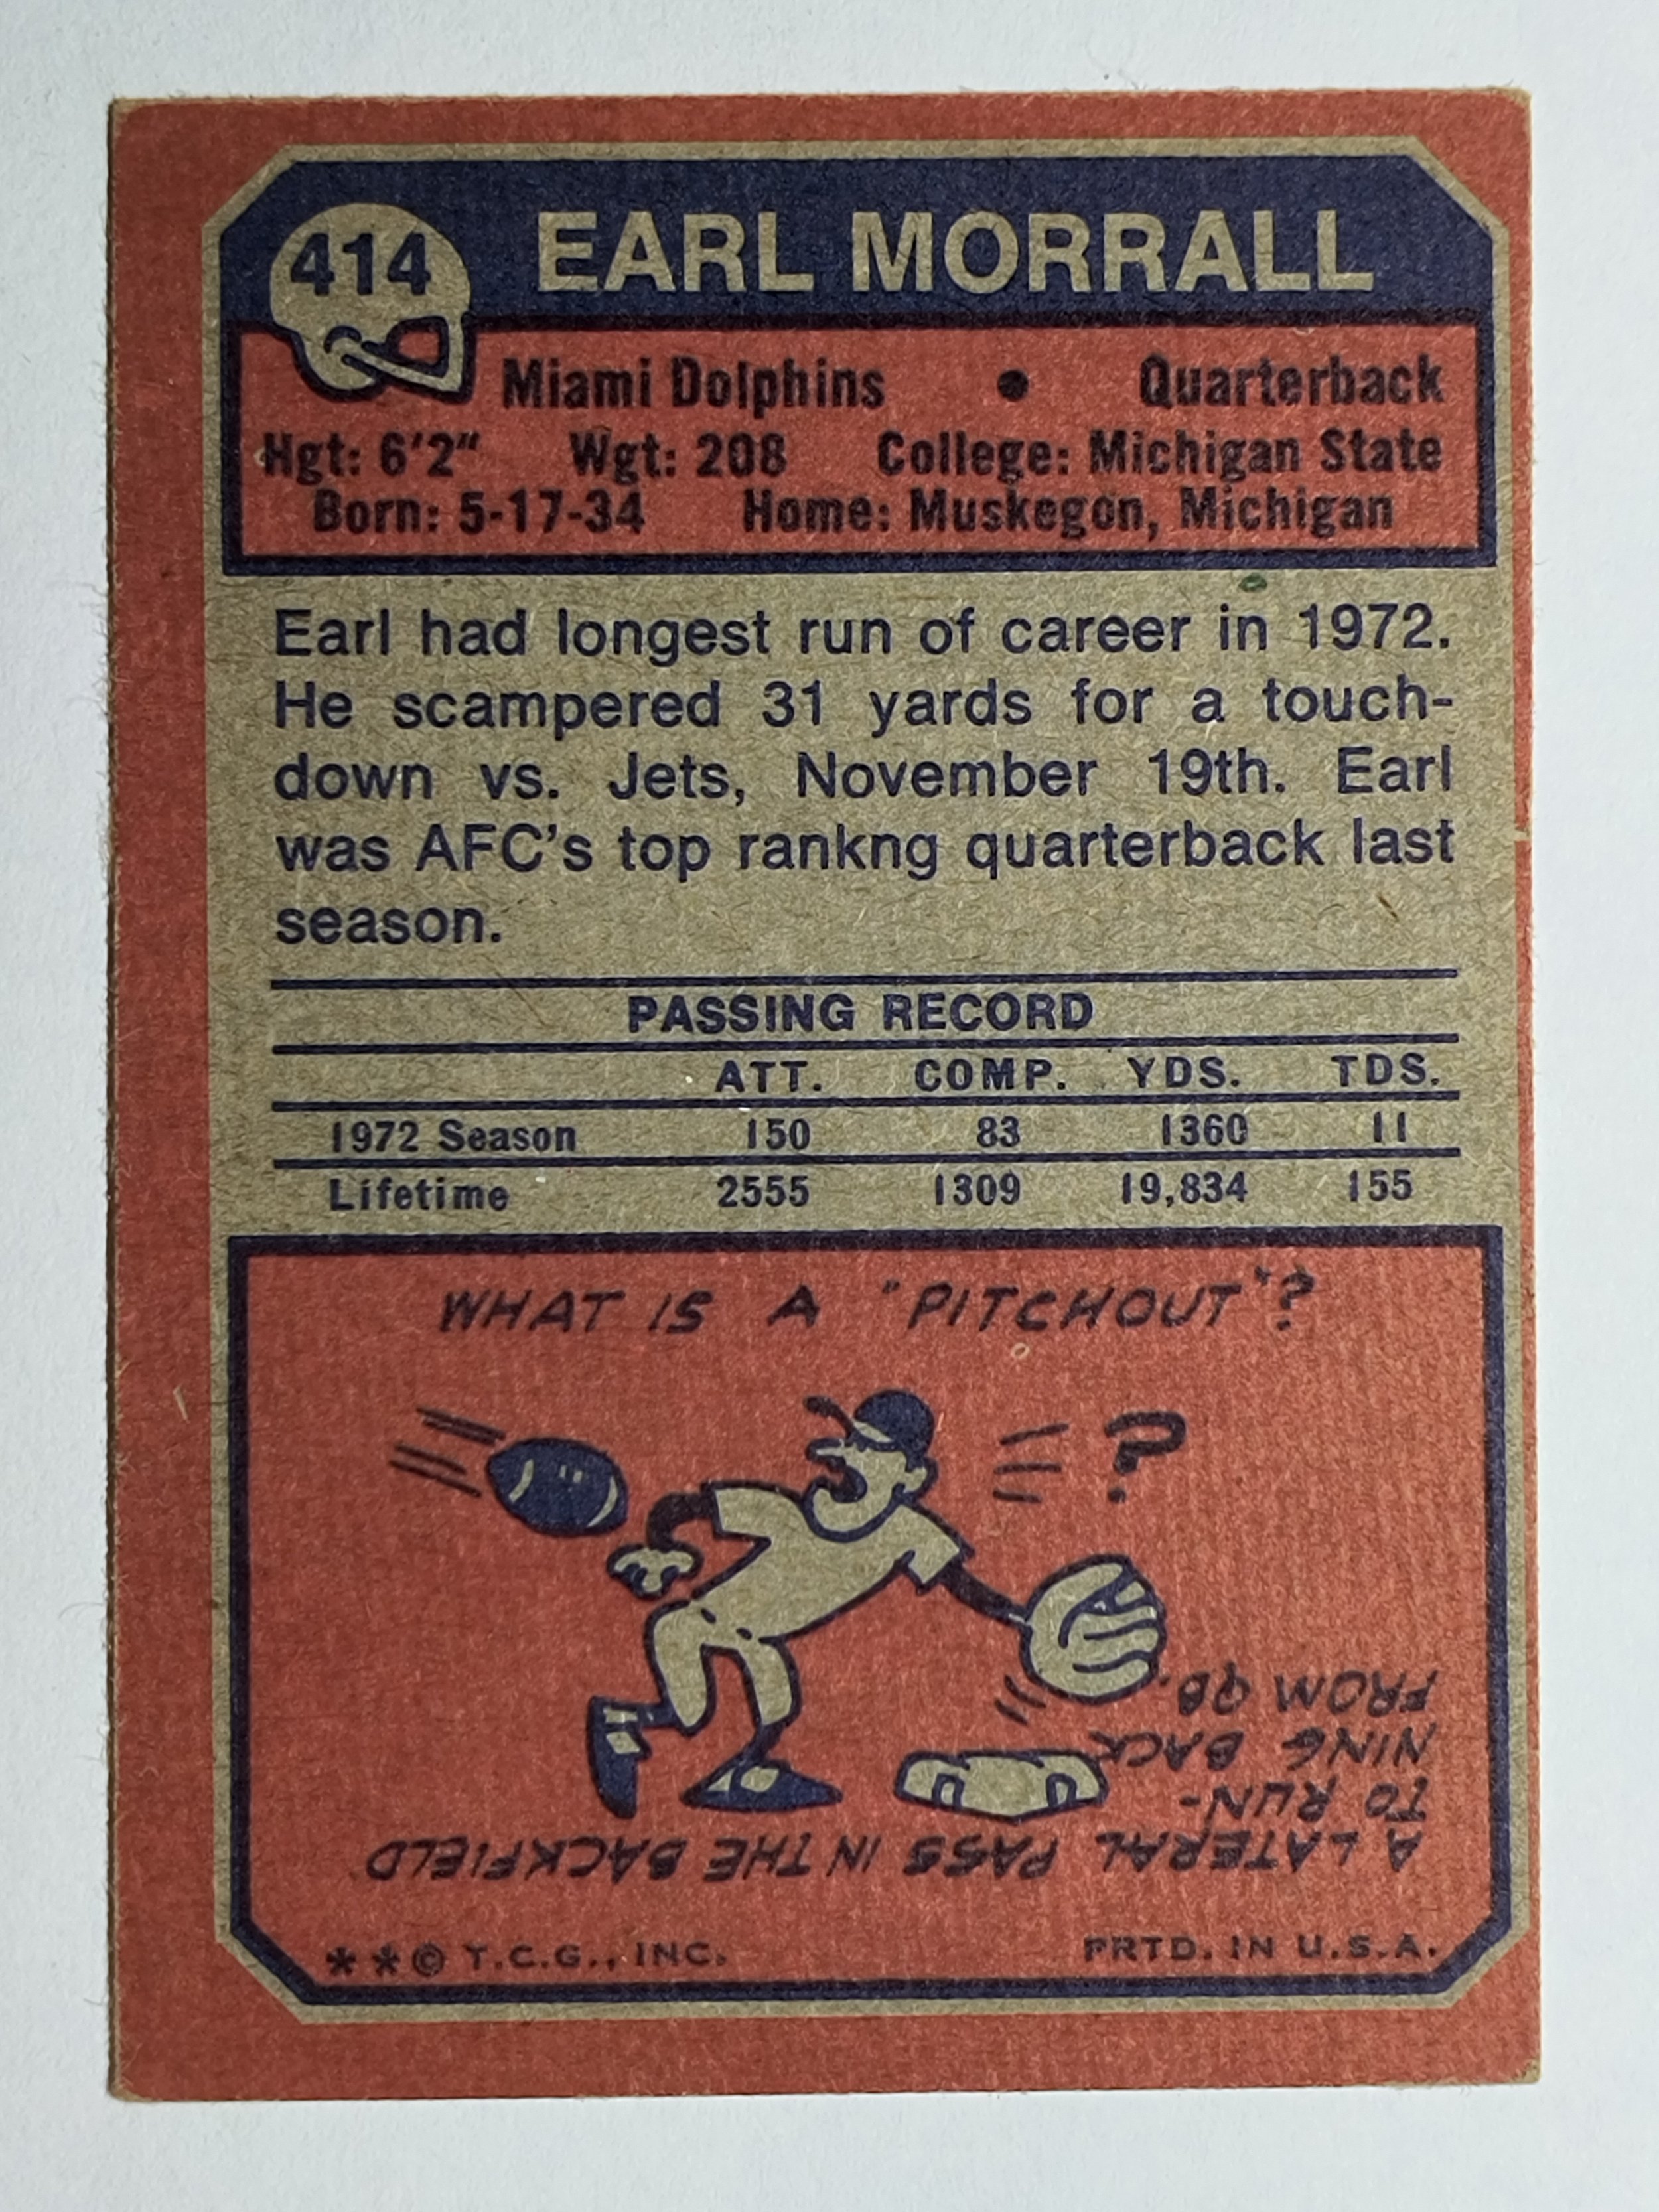 414
EARL MORRALL
Miami Dolphins • Quarterback
Hgt: 6'2" Wgt: 208 College: Michigan State
Born: 5-17-34 Home: Muskegon, Michigan
Earl had longest run of career in 1972.
He scampered 31 yards for a touch-
down vs. Jets, November 19th. Earl
was AFC's top rankng quarterback last
season.
PASSING RECORD
ATT. COMP. YDS. TDS.
1972 Season 150 83 1360 11
Lifetime 2555 1309 19,834 155
WHAT IS A "PITCHOUT"?
?
A LATERAL PASS IN THE BACKFIELD
TO RUN-
NING BACK
FROM QB.
**© T.C.G., INC. PRTD. IN U.S.A.